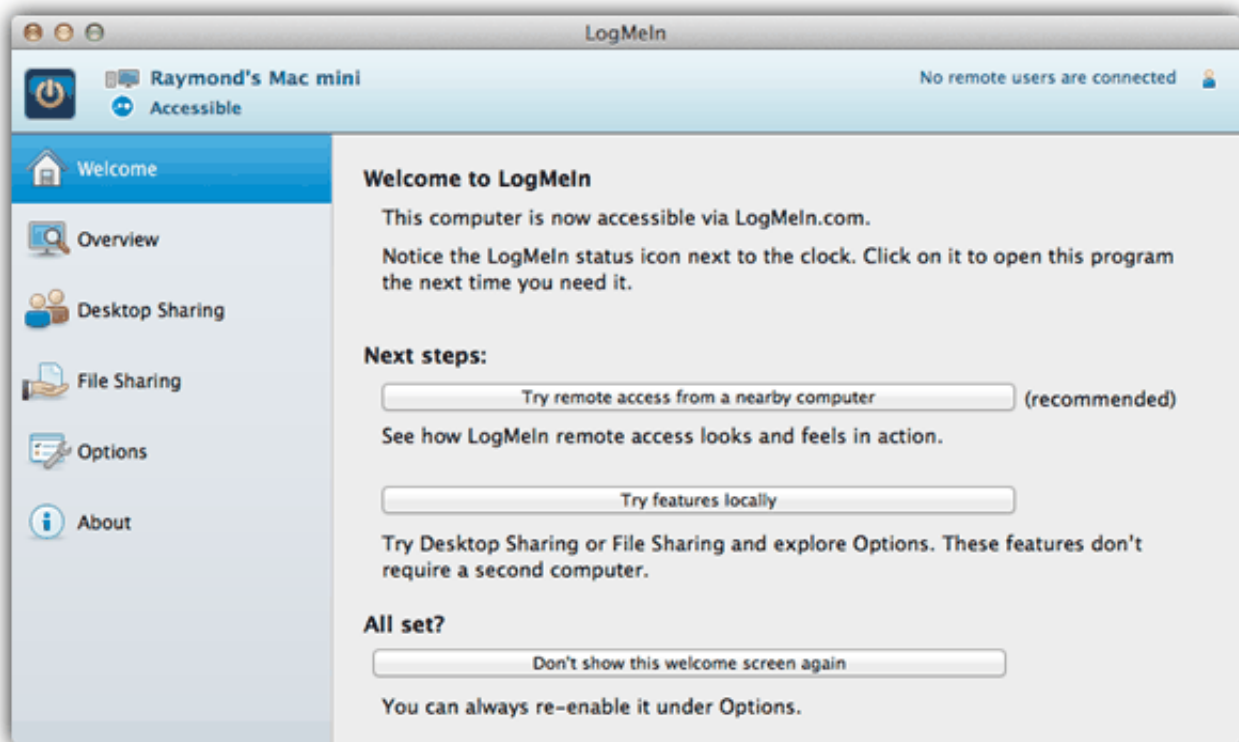 LogMeIn
Raymond's Mac mini
Accessible
No remote users are connected
Welcome
Overview
Desktop Sharing
File Sharing
Options
About
Welcome to LogMeIn
This computer is now accessible via LogMeIn.com.
Notice the LogMeIn status icon next to the clock. Click on it to open this program
the next time you need it.
Next steps:
Try remote access from a nearby computer (recommended)
See how LogMeIn remote access looks and feels in action.
Try features locally
Try Desktop Sharing or File Sharing and explore Options. These features don't
require a second computer.
All set?
Don't show this welcome screen again
You can always re-enable it under Options.